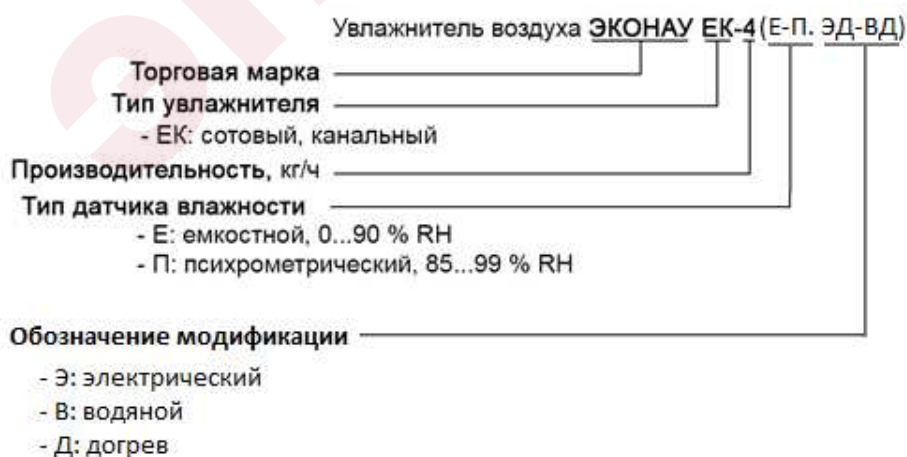 Увлажнитель воздуха ЭКОНАУ ЕК-4(Е-П. ЭД-ВД)
Торговая марка
Тип увлажнителя
- ЕК: сотовый, канальный
Производительность, кг/ч
Тип датчика влажности
- Е: емкостной, 0...90 % RH
- П: психрометрический, 85...99 % RH
Обозначение модификации
- Э: электрический
- В: водяной
- Д: догрев